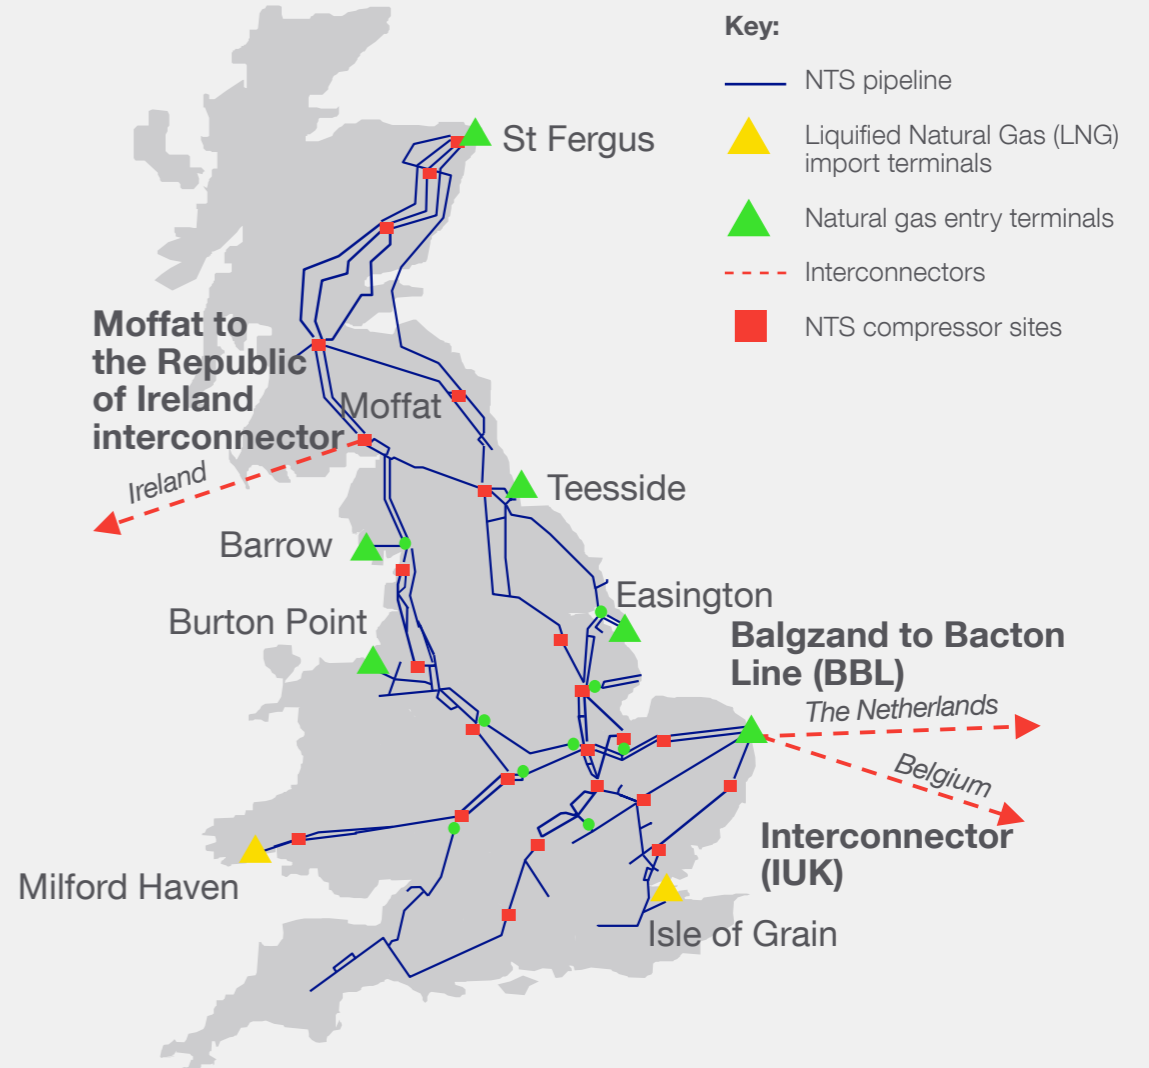 Key:
NTS pipeline
Liquified Natural Gas (LNG)
import terminals
Natural gas entry terminals
Interconnectors
NTS compressor sites
St Fergus
Moffat to
the Republic
of Ireland
interconnector
Moffat
Ireland
Teesside
Barrow
Easington
Burton Point
Balgzand to Bacton
Line (BBL)
The Netherlands
Belgium
Interconnector
(IUK)
Milford Haven
Isle of Grain